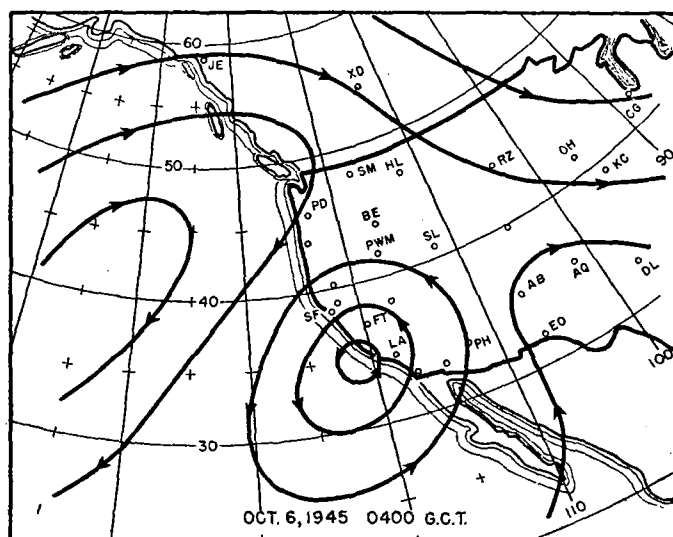 60
JE
XD
CG
50
SM HL
RZ
OH
KC
90
PD
BE
PWM
SL
40
SF
FT
LA
PH
AB
AQ
DL
EO
100
30
110
OCT. 6, 1945 0400 G.C.T.